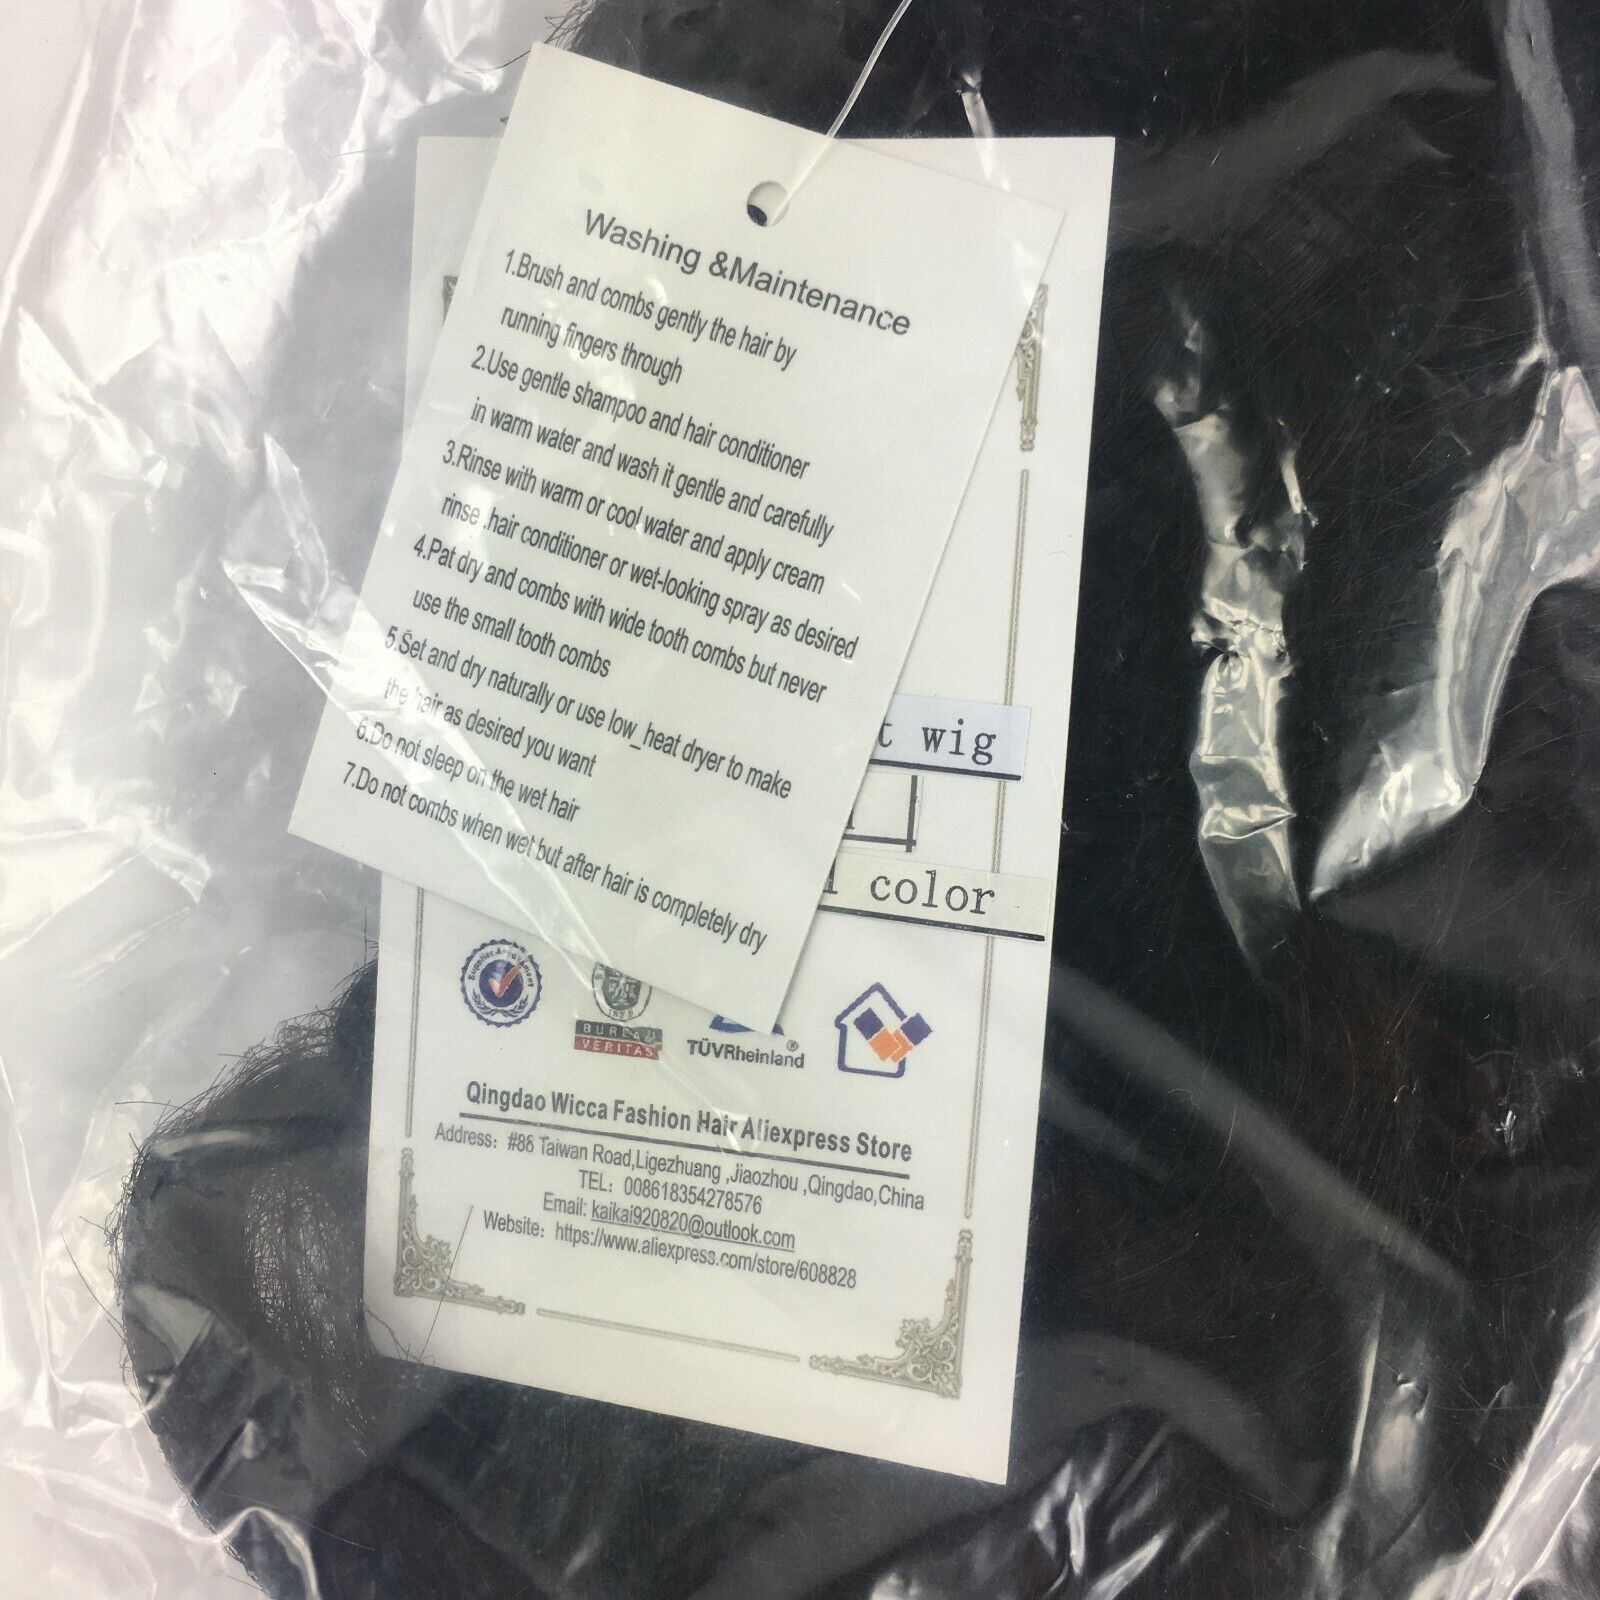 Washing &Maintenance
1.Brush and combs gently the hair by
running fingers through
2.Use gentle shampoo and hair conditioner
in warm water and wash it gentle and carefully
3.Rinse with warm or cool water and apply cream
rinse .hair conditioner or wet-looking spray as desired
4.Pat dry and combs with wide tooth combs but never
use the small tooth combs
5.Set and dry naturally or use low_heat dryer to make
the hair as desired you want
6.Do not sleep on the wet hair
7.Do not combs when wet but after hair is completely dry
t wig
color
Supplier
BUREAU
VERITAS
1828
TÜVRheinland®
Qingdao Wicca Fashion Hair Aliexpress Store
Address: #86 Taiwan Road,Ligezhuang ,Jiaozhou ,Qingdao,China
TEL: 008618354278576
Email: kaikai920820@outlook.com
Website: https://www.aliexpress.com/store/608828